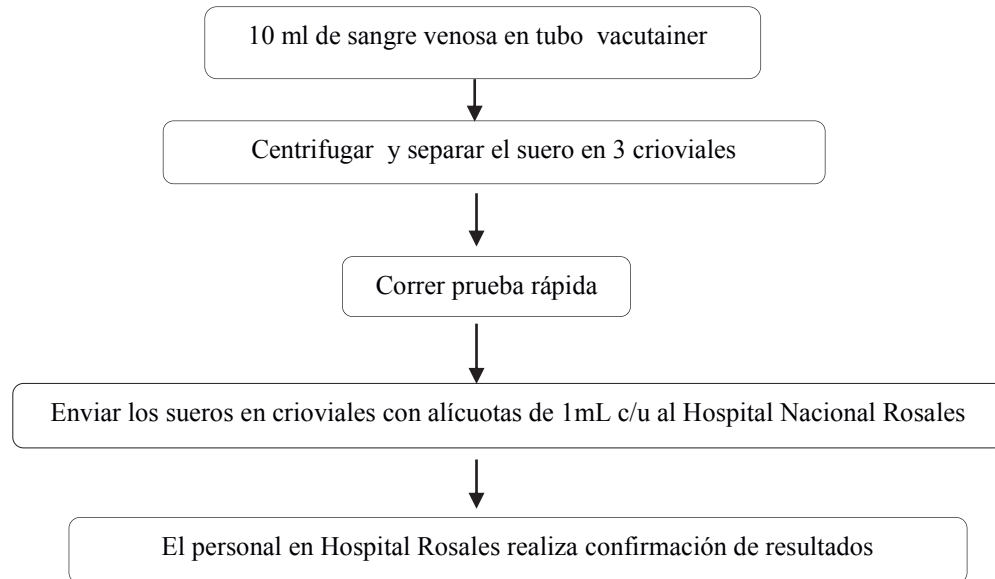 10 ml de sangre venosa en tubo vacutainer
Centrifugar y separar el suero en 3 crioviales
Correr prueba rápida
Enviar los sueros en crioviales con alícuotas de 1mL c/u al Hospital Nacional Rosales
El personal en Hospital Rosales realiza confirmación de resultados